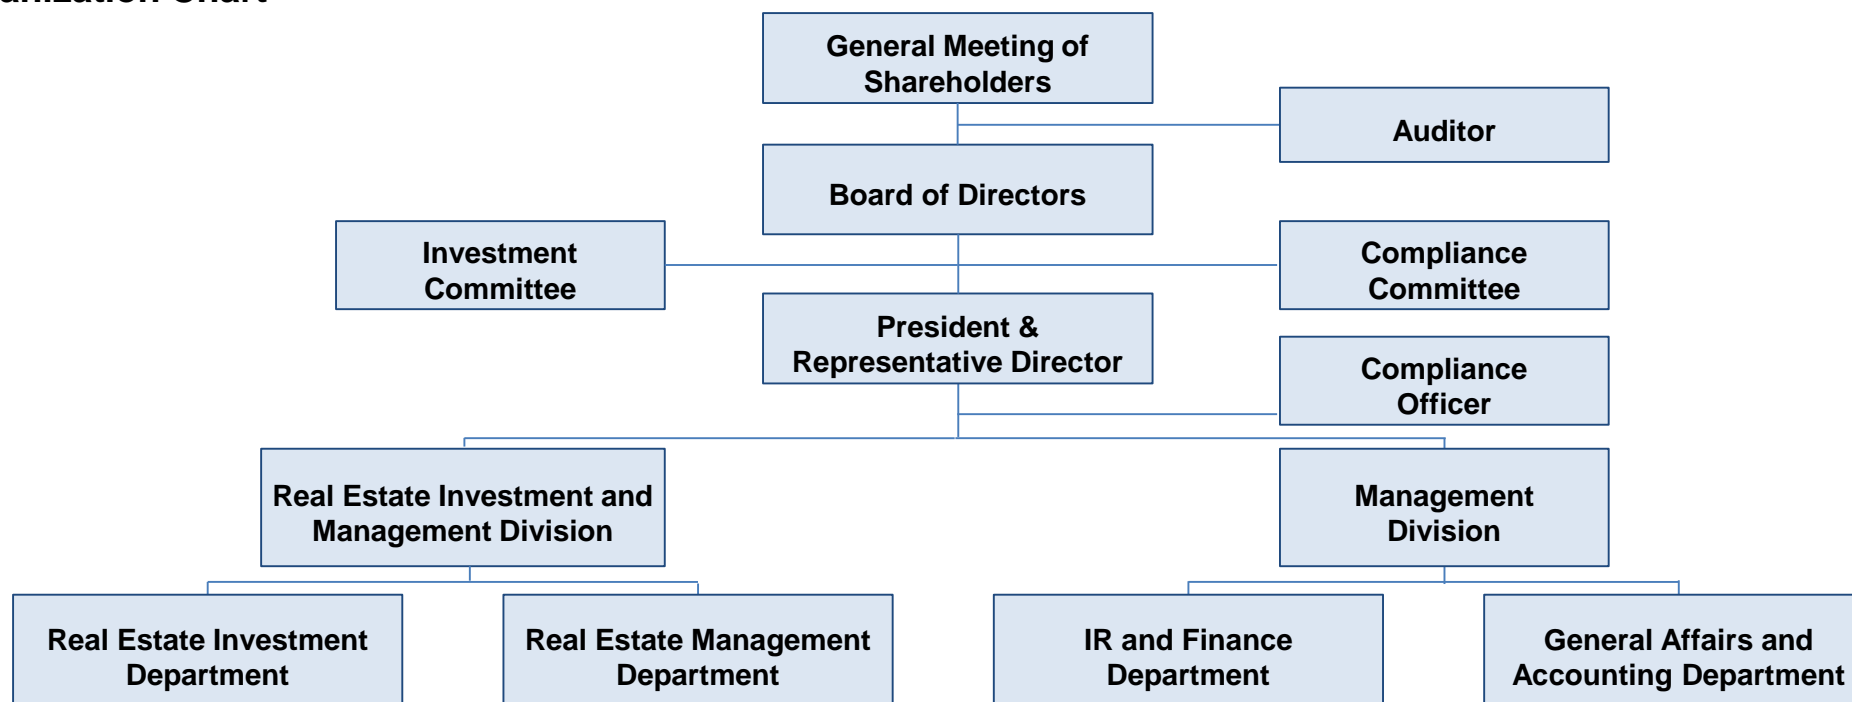 General Meeting of
Shareholders
Auditor
Board of Directors
Investment
Committee
Compliance
Committee
President &
Representative Director
Compliance
Officer
Real Estate Investment and
Management Division
Management
Division
Real Estate Investment
Department
Real Estate Management
Department
IR and Finance
Department
General Affairs and
Accounting Department